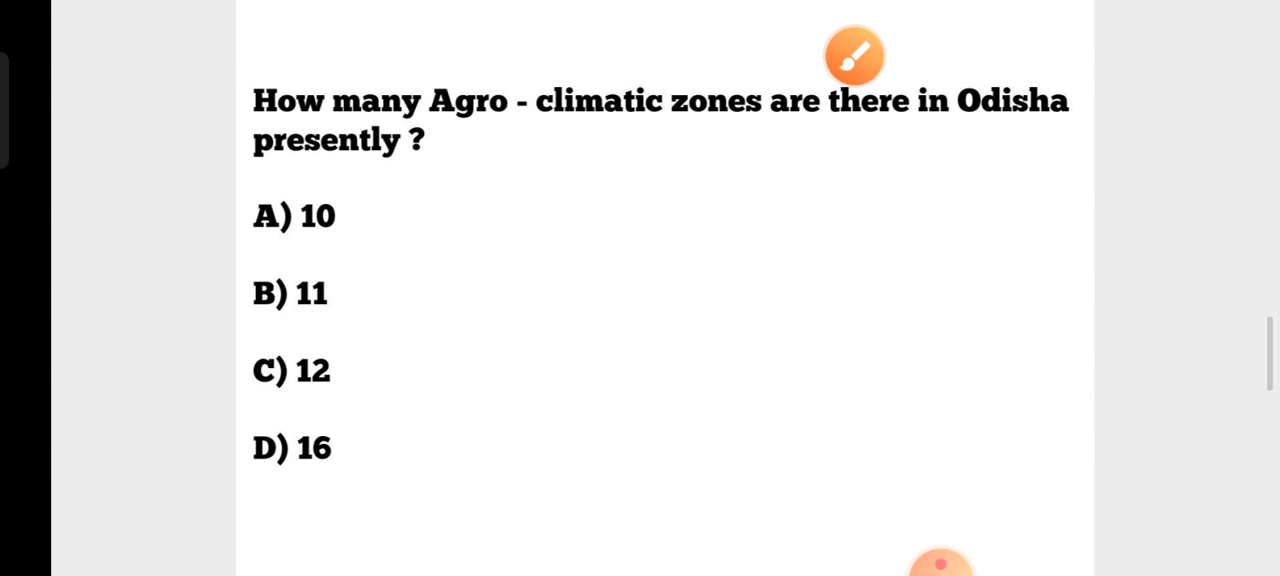 How many Agro - climatic zones are there in Odisha
presently ?
A) 10
B) 11
C) 12
D) 16